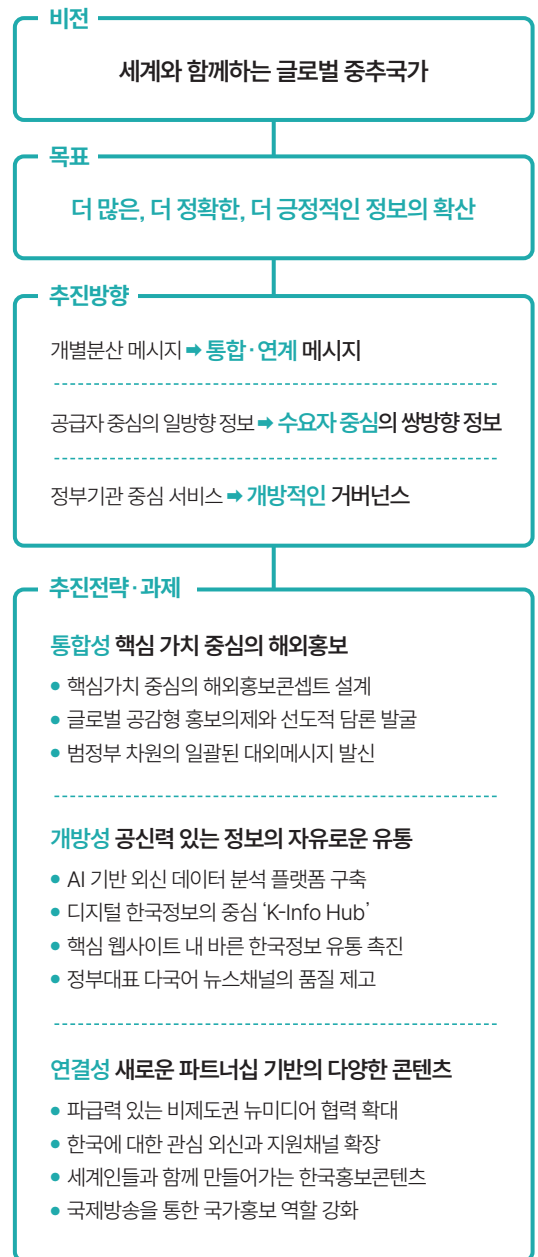 비전
세계와 함께하는 글로벌 중추국가
목표
더 많은, 더 정확한, 더 긍정적인 정보의 확산
추진방향
개별분산 메시지 ➡ 통합·연계 메시지
공급자 중심의 일방향 정보 ➡ 수요자 중심의 쌍방향 정보
정부기관 중심 서비스 ➡ 개방적인 거버넌스
추진전략·과제
통합성 핵심 가치 중심의 해외홍보
• 핵심가치 중심의 해외홍보콘셉트 설계
• 글로벌 공감형 홍보의제와 선도적 담론 발굴
• 범정부 차원의 일괄된 대외메시지 발신
개방성 공신력 있는 정보의 자유로운 유통
• AI 기반 외신 데이터 분석 플랫폼 구축
• 디지털 한국정보의 중심 ‘K-Info Hub’
• 핵심 웹사이트 내 바른 한국정보 유통 촉진
• 정부대표 다국어 뉴스채널의 품질 제고
연결성 새로운 파트너십 기반의 다양한 콘텐츠
• 파급력 있는 비제도권 뉴미디어 협력 확대
• 한국에 대한 관심 외신과 지원채널 확장
• 세계인들과 함께 만들어가는 한국홍보콘텐츠
• 국제방송을 통한 국가홍보 역할 강화